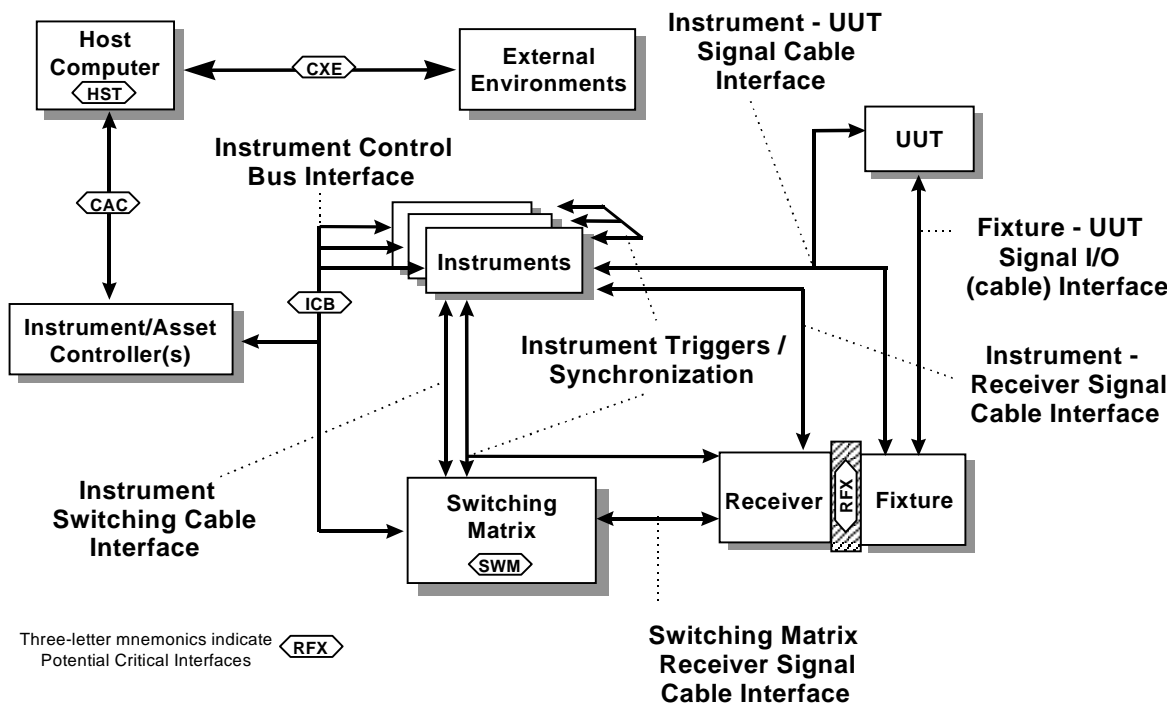 Host
Computer
HST
CXE
External
Environments
Instrument - UUT
Signal Cable
Interface
UUT
Instrument Control
Bus Interface
CAC
Instruments
Fixture - UUT
Signal I/O
(cable) Interface
ICB
Instrument/Asset
Controller(s)
Instrument Triggers /
Synchronization
Instrument -
Receiver Signal
Cable Interface
Instrument
Switching Cable
Interface
Switching
Matrix
SWM
Receiver
RFX
Fixture
Switching Matrix
Receiver Signal
Cable Interface
Three-letter mnemonics indicate
Potential Critical Interfaces
RFX